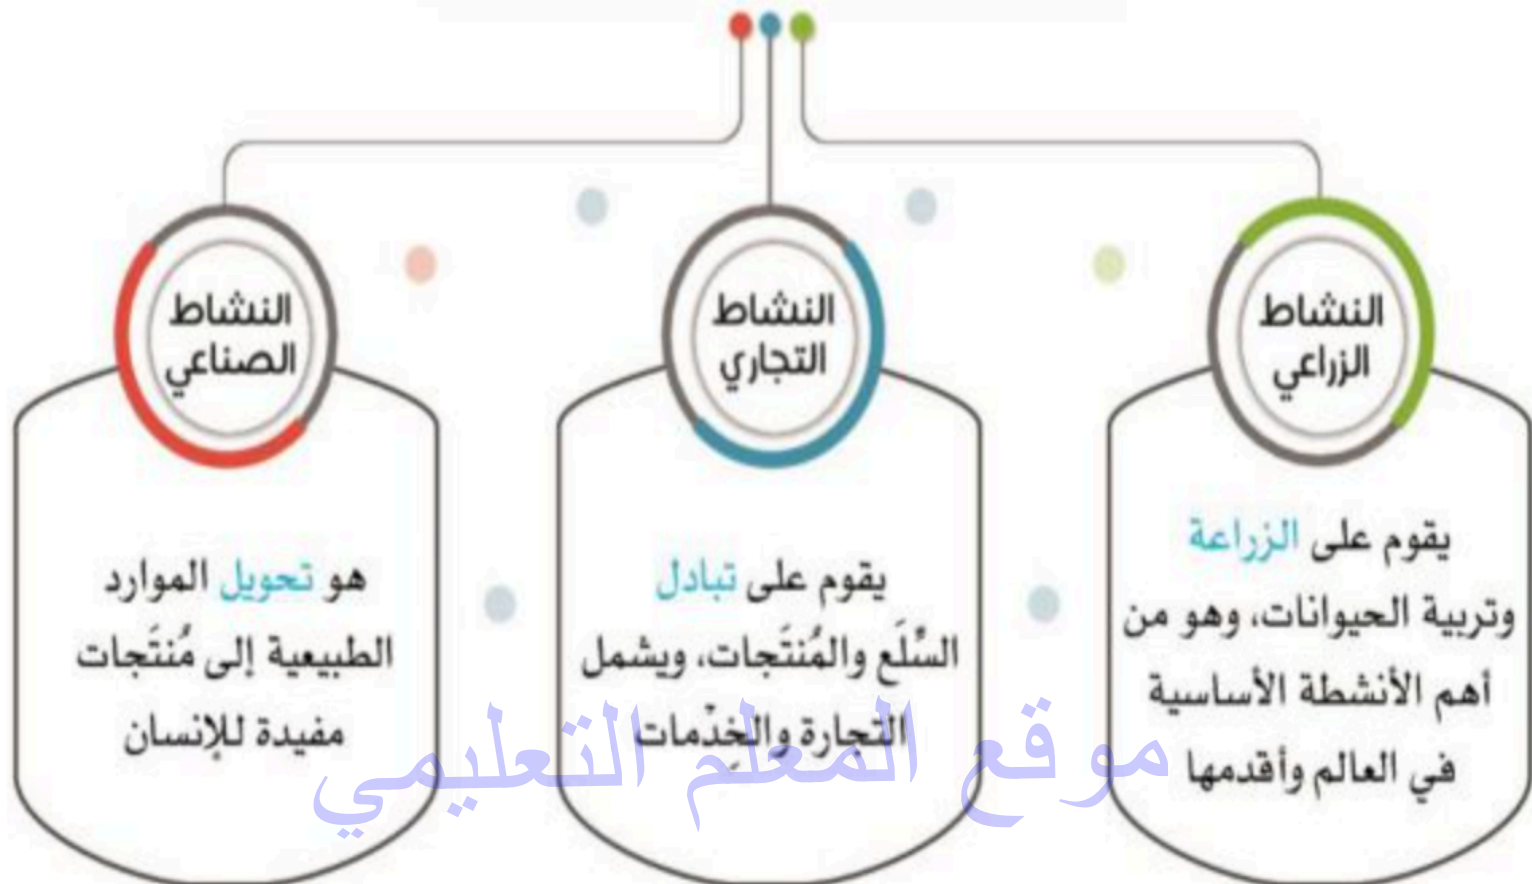 النشاط
الزراعي
يقوم على الزراعة
وتربية الحيوانات، وهو من
أهم الأنشطة الأساسية
في العالم وأقدمها
النشاط
التجاري
يقوم على تبادل
السِّلَع والمُنتَجات، ويشمل
التجارة والخِدْمات
النشاط
الصناعي
هو تحويل الموارد
الطبيعية إلى مُنتَجات
مفيدة للإنسان
موقع المعلم التعليمي